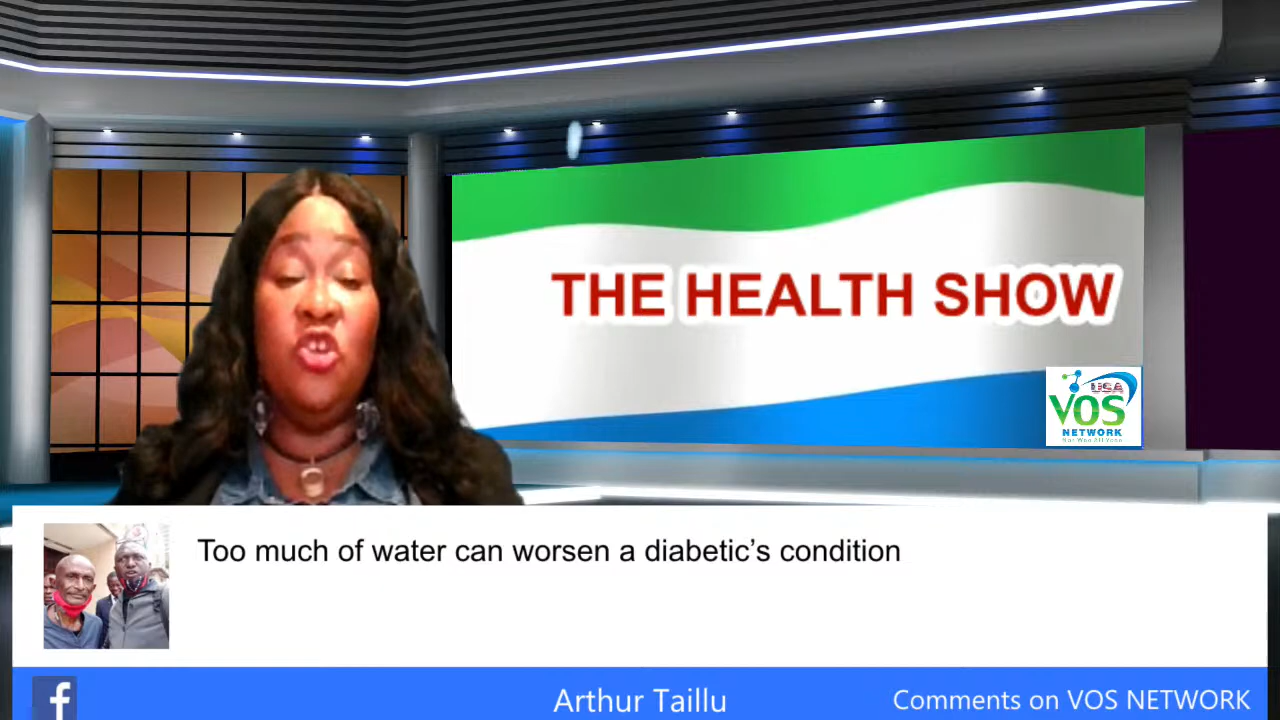 THE HEALTH SHOW
USA
VOS
NETWORK
Too much of water can worsen a diabetic’s condition
f
Arthur Taillu
Comments on VOS NETWORK